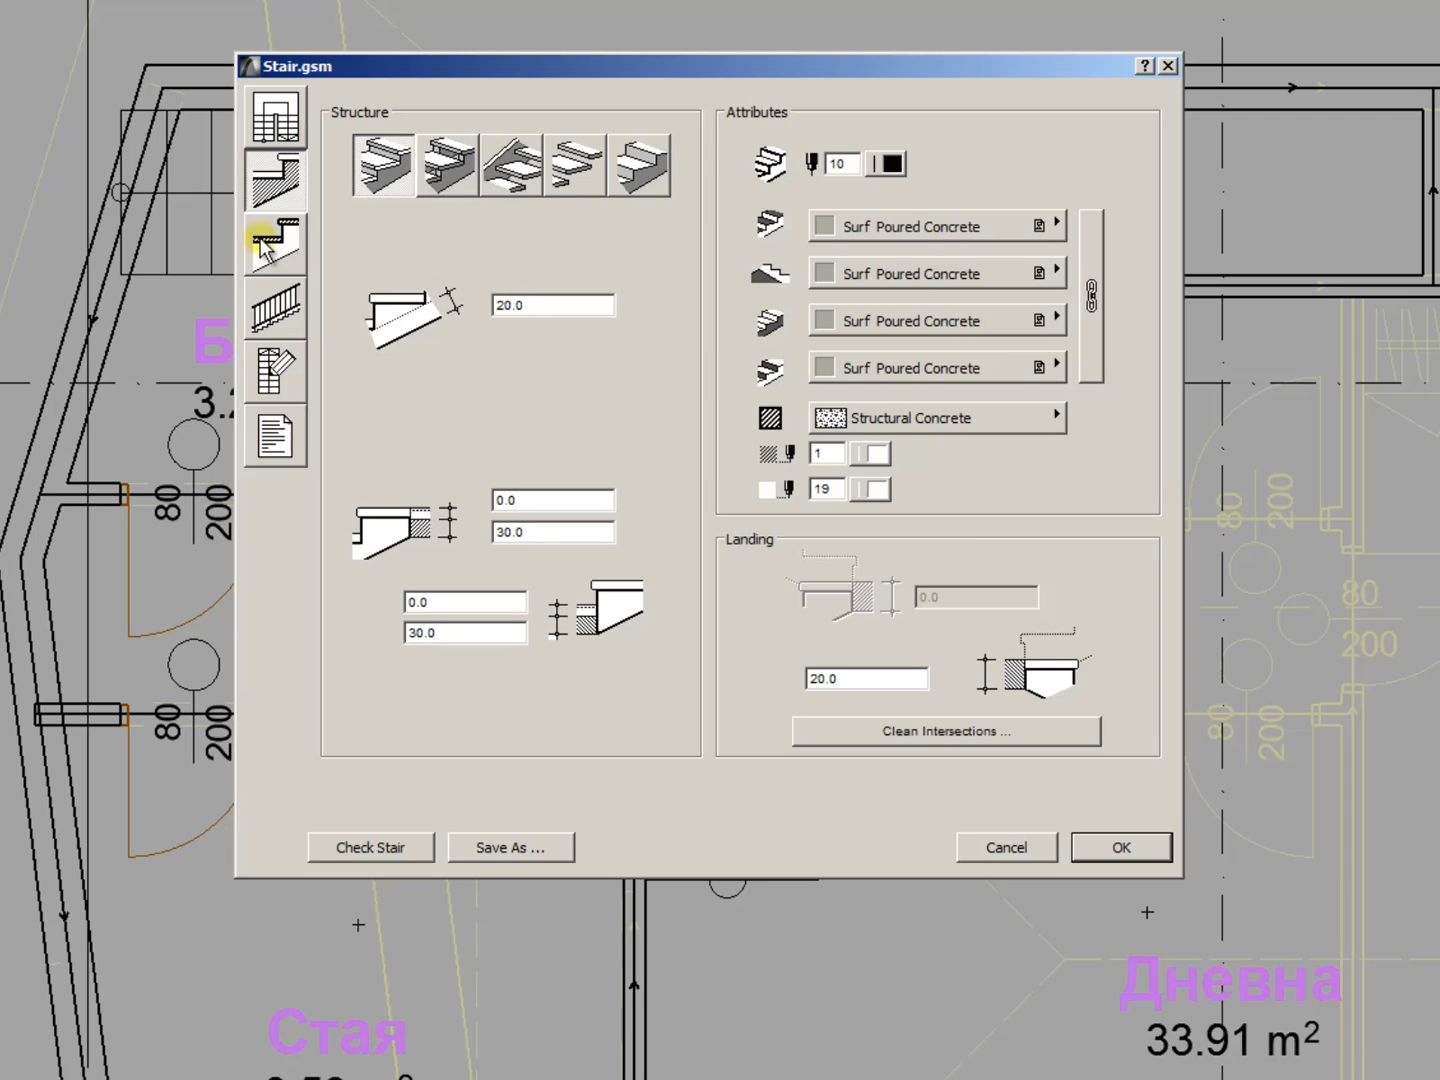 Stair.gsm
Structure
Attributes
10
Surf Poured Concrete
20.0
Surf Poured Concrete
Surf Poured Concrete
Surf Poured Concrete
Structural Concrete
1
19
0.0
30.0
0.0
30.0
Landing
0.0
20.0
Clean Intersections ...
Check Stair
Save As ...
Cancel
OK
Б
80
200
80
200
80
200
80
200
80
200
Стая
Дневна
33.91 m²